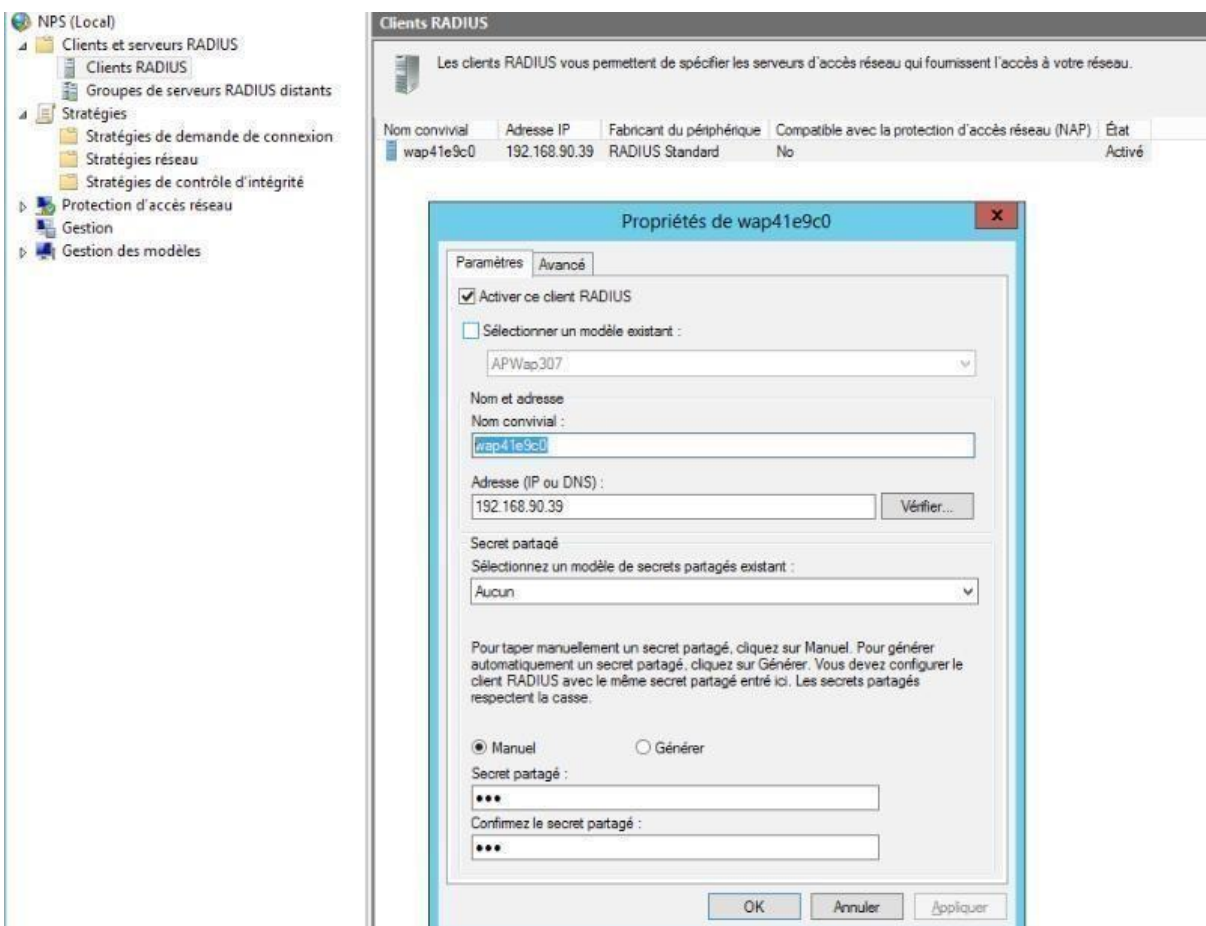 NPS (Local)
Clients et serveurs RADIUS
Clients RADIUS
Groupes de serveurs RADIUS distants
Stratégies
Stratégies de demande de connexion
Stratégies réseau
Stratégies de contrôle d'intégrité
Protection d'accès réseau
Gestion
Gestion des modèles
Clients RADIUS
Les clients RADIUS vous permettent de spécifier les serveurs d'accès réseau qui fournissent l'accès à votre réseau.
Nom convivial Adresse IP Fabricant du périphérique Compatible avec la protection d'accès réseau (NAP) État
wap41e9c0 192.168.90.39 RADIUS Standard No Activé
Propriétés de wap41e9c0
x
Paramètres Avancé
Activer ce client RADIUS
Sélectionner un modèle existant :
APWap307
Nom et adresse
Nom convivial :
wap41e9c0
Adresse (IP ou DNS) :
192.168.90.39 Vérifier...
Secret partagé
Sélectionnez un modèle de secrets partagés existant :
Aucun
Pour taper manuellement un secret partagé, cliquez sur Manuel. Pour générer
automatiquement un secret partagé, cliquez sur Générer. Vous devez configurer le
client RADIUS avec le même secret partagé entré ici. Les secrets partagés
respectent la casse.
Manuel Générer
Secret partagé :
•••
Confirmez le secret partagé :
•••
OK Annuler Appliquer